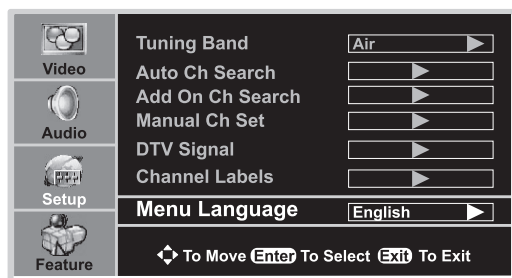 Video
Audio
Setup
Feature
Tuning Band Air
Auto Ch Search
Add On Ch Search
Manual Ch Set
DTV Signal
Channel Labels
Menu Language English
To Move Enter To Select Exit To Exit